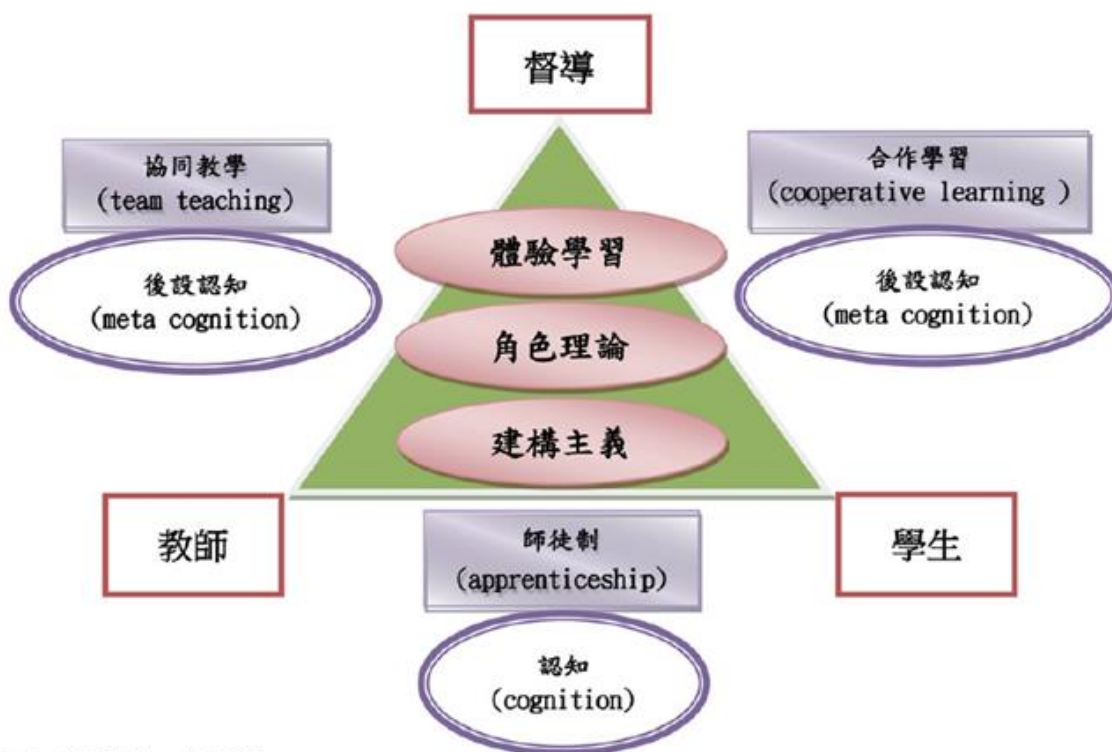 督導
協同教學
(team teaching)
合作學習
(cooperative learning )
後設認知
(meta cognition)
後設認知
(meta cognition)
體驗學習
角色理論
建構主義
教師
師徒制
(apprenticeship)
學生
認知
(cognition)